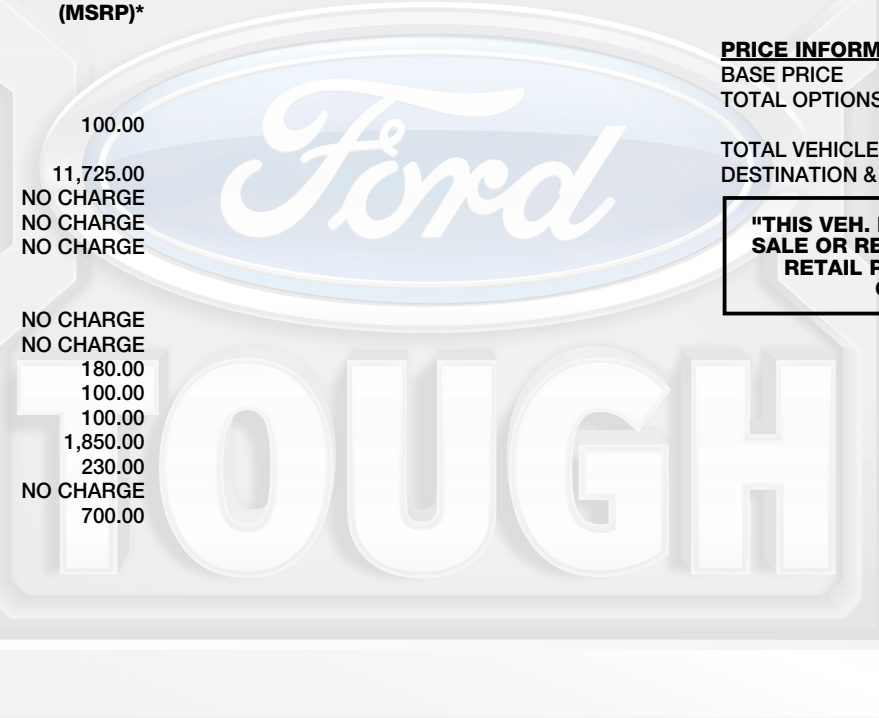 (MSRP)*
100.00
11,725.00
NO CHARGE
NO CHARGE
NO CHARGE
NO CHARGE
NO CHARGE
180.00
100.00
100.00
1,850.00
230.00
NO CHARGE
700.00
PRICE INFORM
BASE PRICE
TOTAL OPTIONS
TOTAL VEHICLE
DESTINATION &
"THIS VEH.
SALE OR RE
RETAIL P
Ford
TOUGH